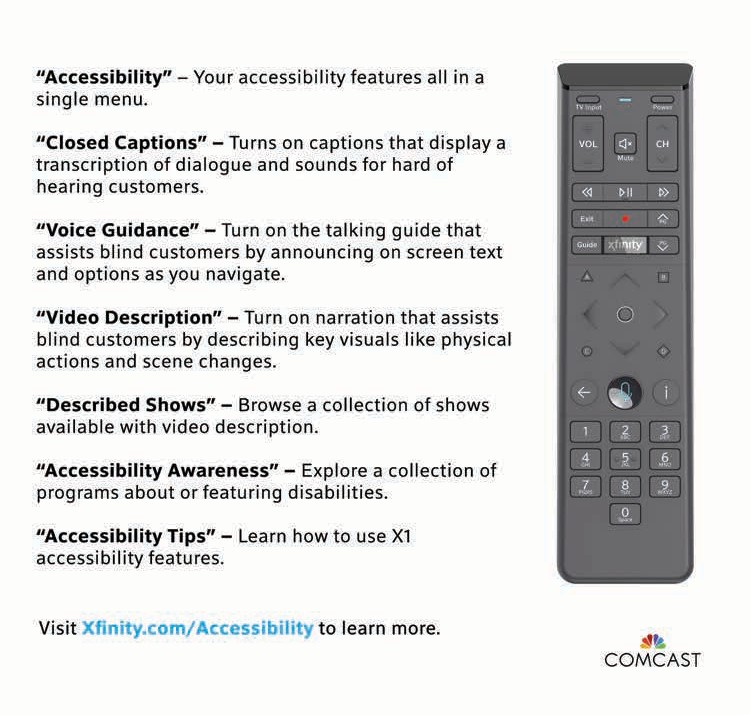 “Accessibility” – Your accessibility features all in a
single menu.
“Closed Captions” – Turns on captions that display a
transcription of dialogue and sounds for hard of
hearing customers.
“Voice Guidance” – Turn on the talking guide that
assists blind customers by announcing on screen text
and options as you navigate.
“Video Description” – Turn on narration that assists
blind customers by describing key visuals like physical
actions and scene changes.
“Described Shows” – Browse a collection of shows
available with video description.
“Accessibility Awareness” – Explore a collection of
programs about or featuring disabilities.
“Accessibility Tips” – Learn how to use X1
accessibility features.
Visit Xfinity.com/Accessibility to learn more.
TV Input Power
VOL CH
Mute
Exit
Guide xfinity
A B
C D
i
1 2 3
ABC DEF
4 5 6
GHI JKL MNO
7 8 9
PQRS TUV WXYZ
0
Space
COMCAST